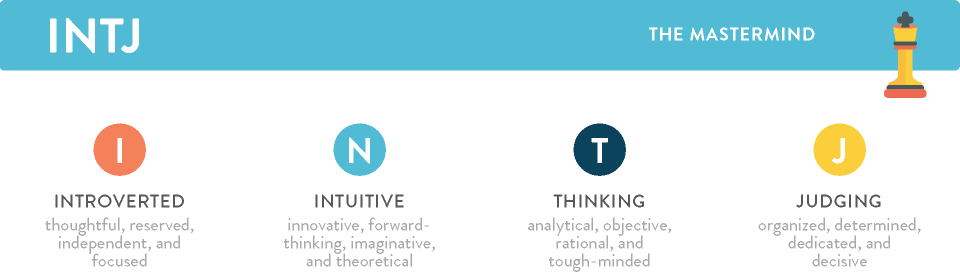 INTJ
THE MASTERMIND
I
N
T
J
INTROVERTED
thoughtful, reserved,
independent, and
focused
INTUITIVE
innovative, forward-
thinking, imaginative,
and theoretical
THINKING
analytical, objective,
rational, and
tough-minded
JUDGING
organized, determined,
dedicated, and
decisive